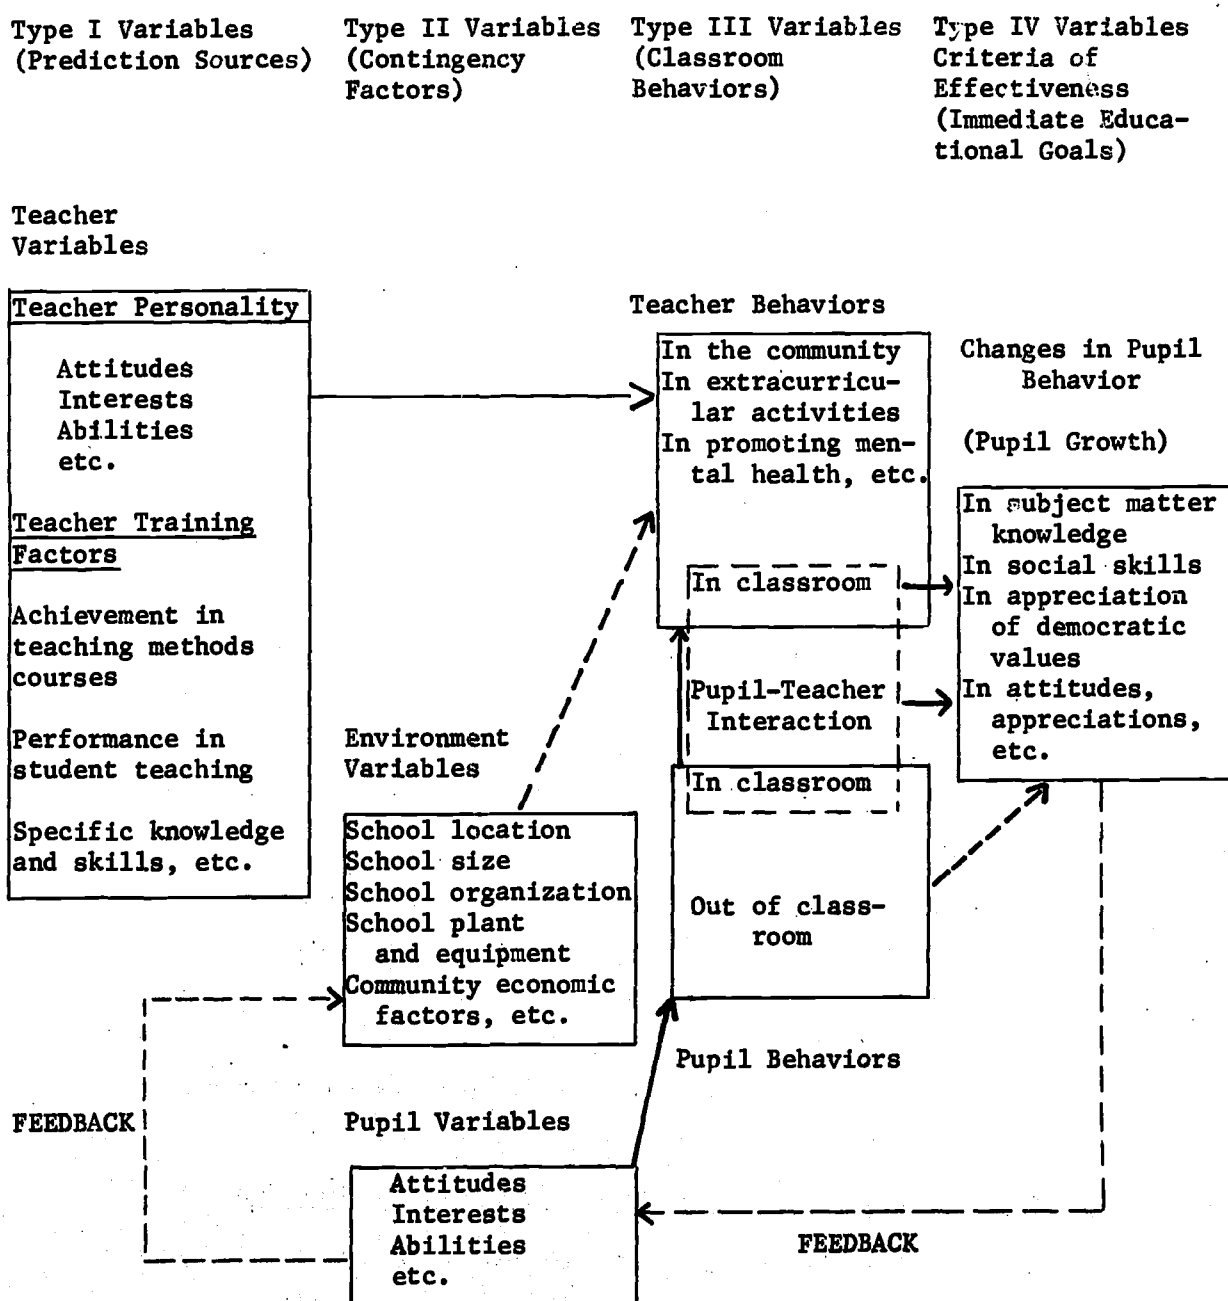 Type I Variables
(Prediction Sources)
Type II Variables
(Contingency
Factors)
Type III Variables
(Classroom
Behaviors)
Type IV Variables
Criteria of
Effectiveness
(Immediate Educa-
tional Goals)
Teacher
Variables
Teacher Personality
Attitudes
Interests
Abilities
etc.
Teacher Training
Factors
Achievement in
teaching methods
courses
Performance in
student teaching
Specific knowledge
and skills, etc.
Environment
Variables
School location
School size
School organization
School plant
and equipment
Community economic
factors, etc.
Pupil Variables
Attitudes
Interests
Abilities
etc.
Teacher Behaviors
In the community
In extracurricu-
lar activities
In promoting men-
tal health, etc.
In classroom
Pupil-Teacher
Interaction
In classroom
Out of class-
room
Pupil Behaviors
Changes in Pupil
Behavior
(Pupil Growth)
In subject matter
knowledge
In social skills
In appreciation
of democratic
values
In attitudes,
appreciations,
etc.
FEEDBACK
FEEDBACK